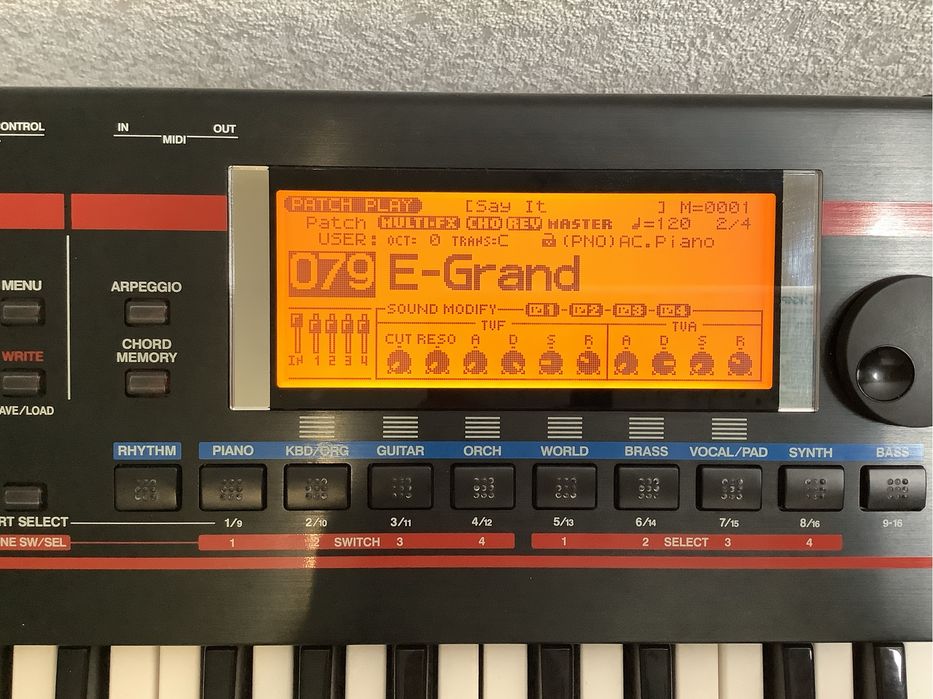 CONTROL
IN MIDI OUT
PATCH PLAY [Say It ] M=0001
Patch MULTI-FX CHO REV MASTER ♩=120 2/4
USER: OCT: 0 TRANS:C (PNO)AC.Piano
079 E-Grand
SOUND MODIFY
TVF TVA
CUT RESO A D S R A D S R
IN 1 2 3 4
MENU
ARPEGGIO
WRITE
CHORD
MEMORY
AVE/LOAD
RHYTHM PIANO KBD/ORG GUITAR ORCH WORLD BRASS VOCAL/PAD SYNTH BASS
RT SELECT 1/9 2/10 3/11 4/12 5/13 6/14 7/15 8/16 9-16
NE SW/SEL 1 2 SWITCH 3 4 1 2 SELECT 3 4